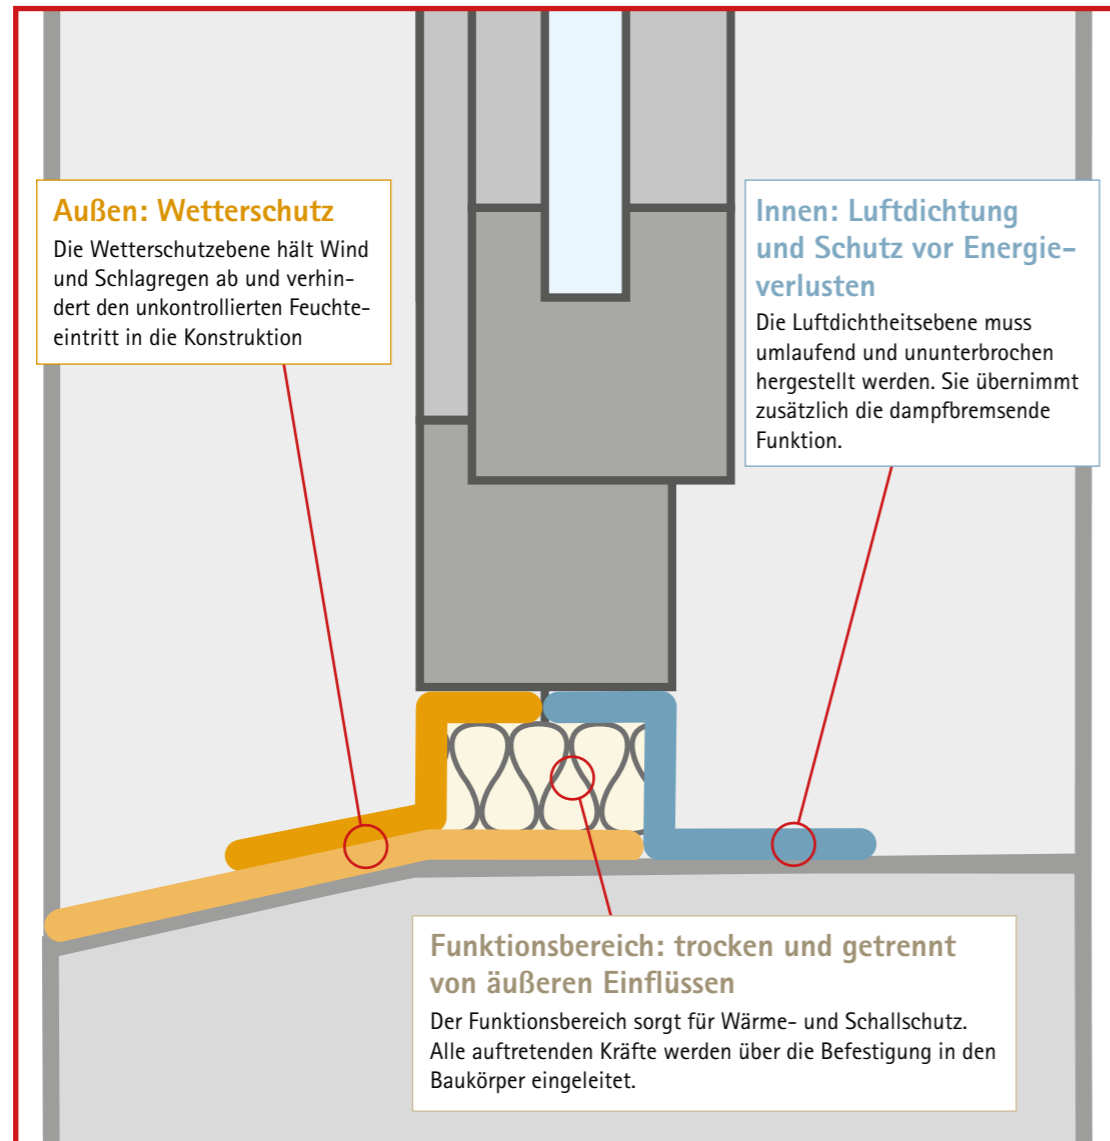 Außen: Wetterschutz
Die Wetterschutzebene hält Wind
und Schlagregen ab und verhin-
dert den unkontrollierten Feuchte-
eintritt in die Konstruktion
Innen: Luftdichtung
und Schutz vor Energie-
verlusten
Die Luftdichtheitsebene muss
umlaufend und ununterbrochen
hergestellt werden. Sie übernimmt
zusätzlich die dampfbremsende
Funktion.
Funktionsbereich: trocken und getrennt
von äußeren Einflüssen
Der Funktionsbereich sorgt für Wärme- und Schallschutz.
Alle auftretenden Kräfte werden über die Befestigung in den
Baukörper eingeleitet.